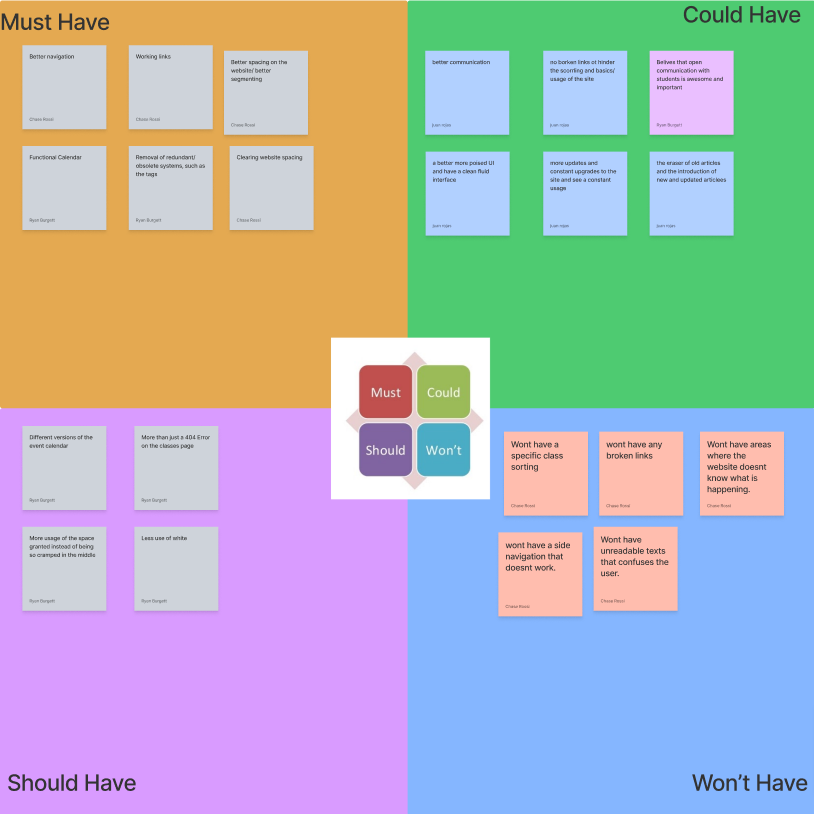 Must Have
Better navigation
Chase Rossi
Working links
Chase Rossi
Better spacing on the
website/ better
segmenting
Chase Rossi
Functional Calendar
Ryan Burgett
Removal of redundant/
obsolete systems, such as
the tags
Ryan Burgett
Clearing website spacing
Chase Rossi
Could Have
better communication
juan rojas
no borken links ot hinder
the scorrling and basics/
usage of the site
juan rojas
Belives that open
communication with
students is awesome and
important
Ryan Burgett
a better more poised UI
and have a clean fluid
interface
juan rojas
more updates and
constant upgrades to the
site and see a constant
usage
juan rojas
the eraser of old articles
and the introduction of
new and updated articlees
juan rojas
Must
Could
Should
Won't
Different versions of the
event calendar
Ryan Burgett
More than just a 404 Error
on the classes page
Ryan Burgett
More usage of the space
granted instead of being
so cramped in the middle
Ryan Burgett
Less use of white
Ryan Burgett
Should Have
Wont have a
specific class
sorting
Chase Rossi
wont have any
broken links
Chase Rossi
Wont have areas
where the
website doesnt
know what is
happening.
Chase Rossi
wont have a side
navigation that
doesnt work.
Chase Rossi
Wont have
unreadable texts
that confuses the
user.
Chase Rossi
Won't Have